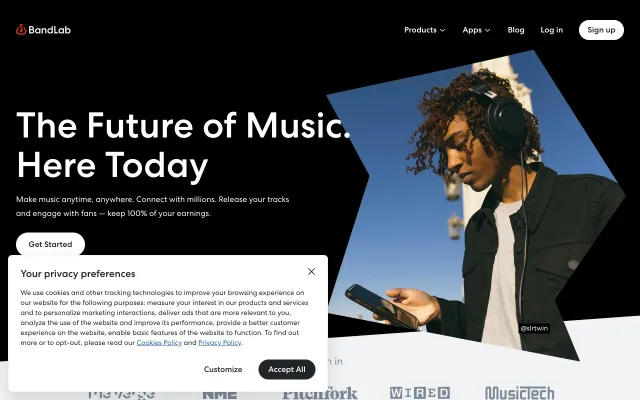 BandLab
Products
Apps
Blog
Log in
Sign up
The Future of Music.
Here Today
Make music anytime, anywhere. Connect with millions. Release your tracks
and engage with fans — keep 100% of your earnings.
Get Started
@slrtwin
Your privacy preferences
We use cookies and other tracking technologies to improve your browsing experience on
our website for the following purposes: measure your interest in our products and services
and to personalize marketing interactions, deliver ads that are more relevant to you,
analyze the use of the website and improve its performance, provide a better customer
experience on the website, enable basic features of the website to function. To find out
more or to opt-out, please read our Cookies Policy and Privacy Policy.
Customize
Accept All
in
NME
Pitchfork
WIRED
MusicTech